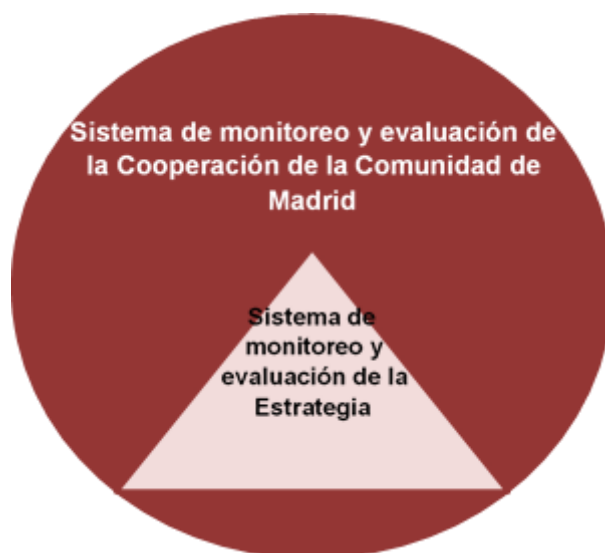 Sistema de monitoreo y evaluación de
la Cooperación de la Comunidad de
Madrid
Sistema de
monitoreo y
evaluación de la
Estrategia